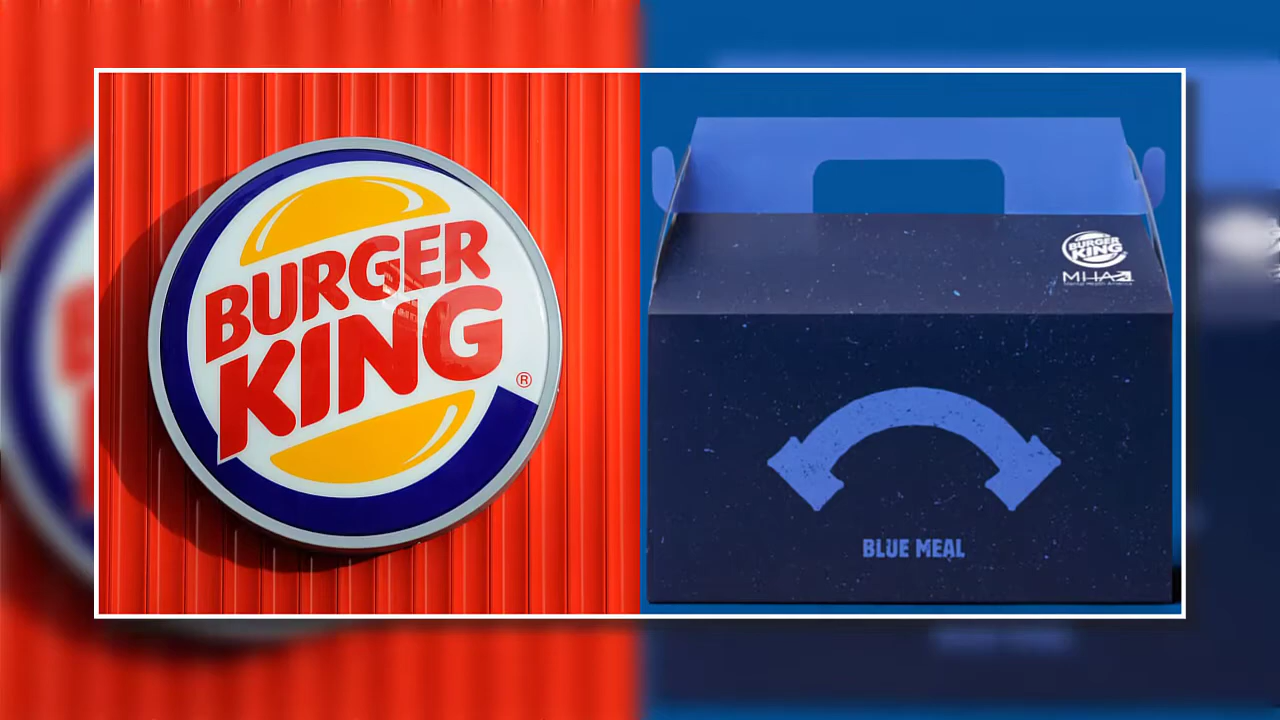 BURGER
KING
®
BURGER
KING
MHA
Mental Health America
BLUE MEAL